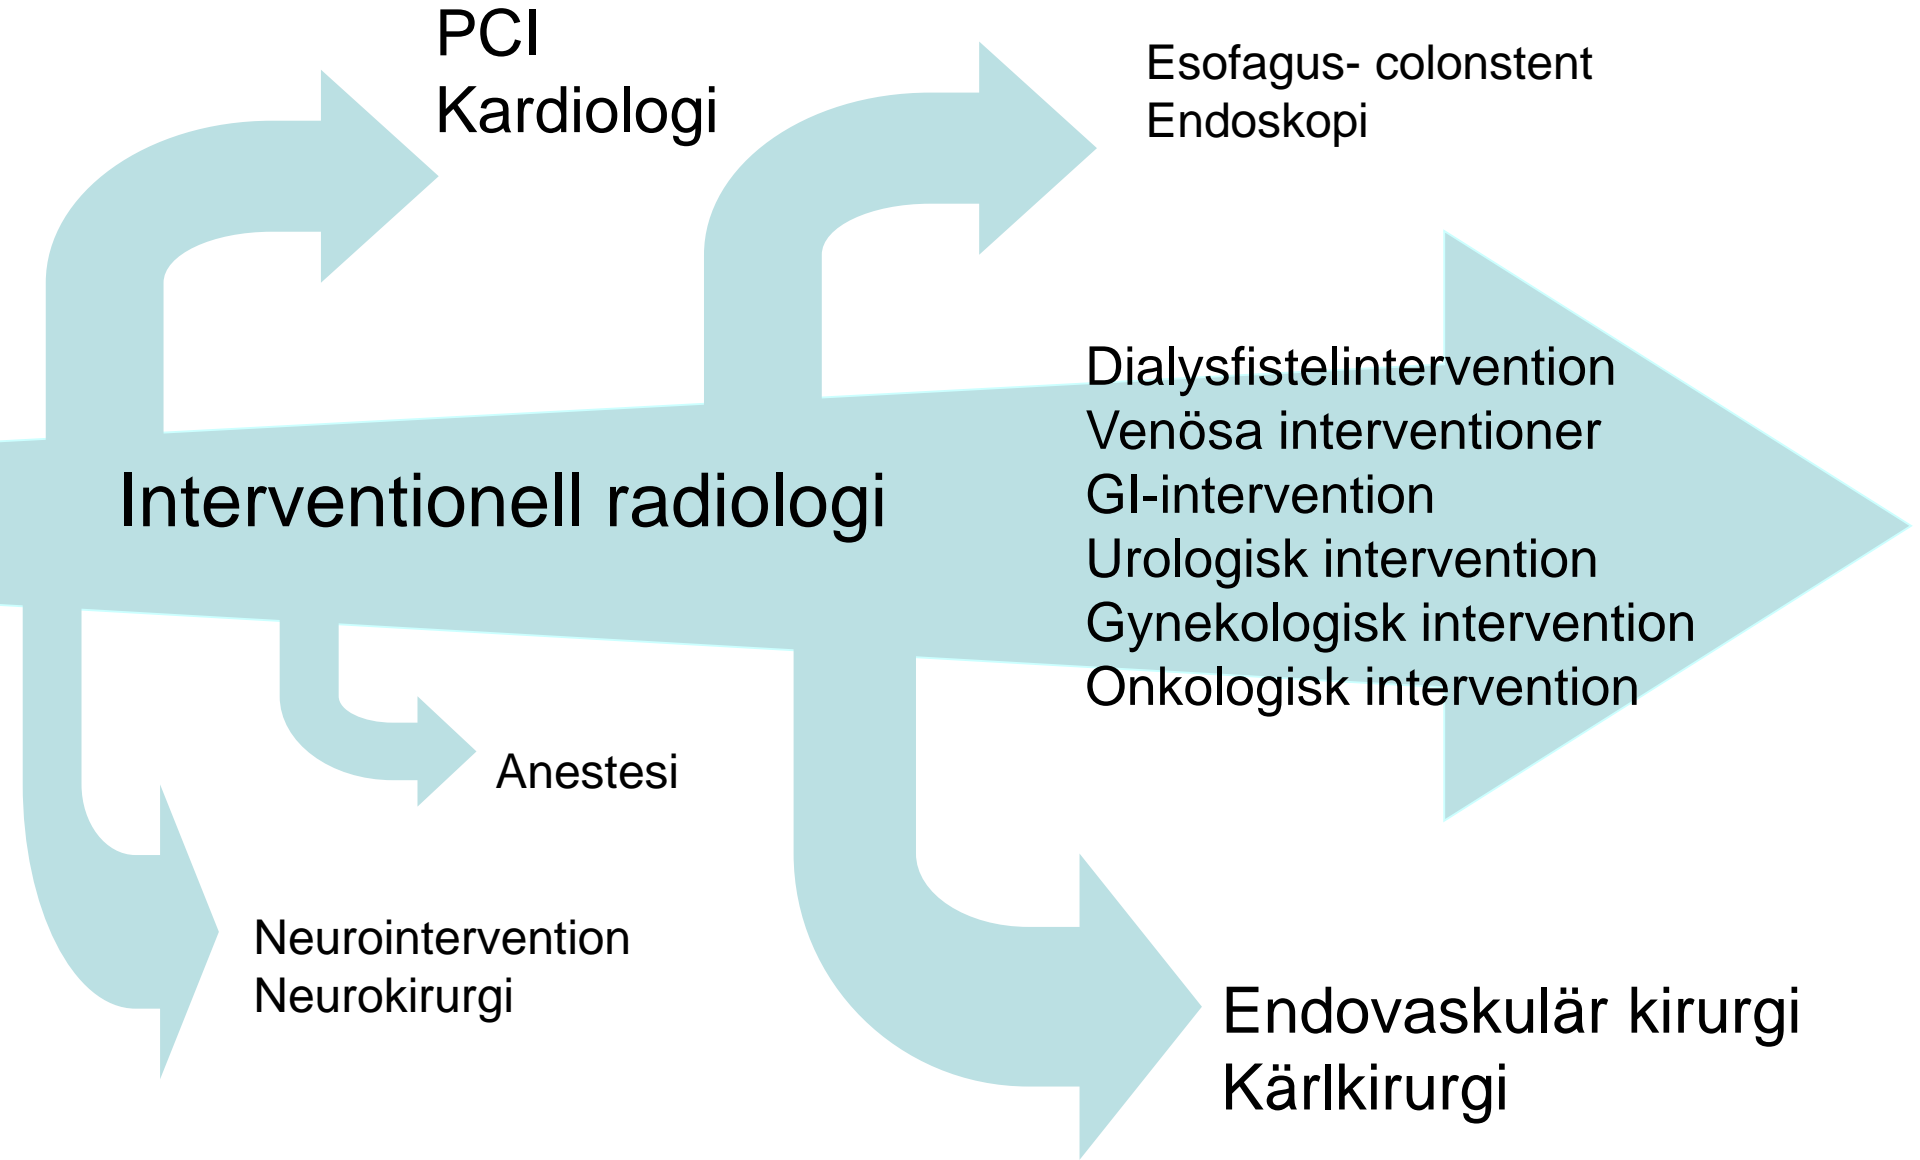 PCI
Kardiologi
Esofagus- colonstent
Endoskopi
Dialysfistelintervention
Venösa interventioner
GI-intervention
Urologisk intervention
Gynekologisk intervention
Onkologisk intervention
Interventionell radiologi
Anestesi
Neurointervention
Neurokirurgi
Endovaskulär kirurgi
Kärlkirurgi